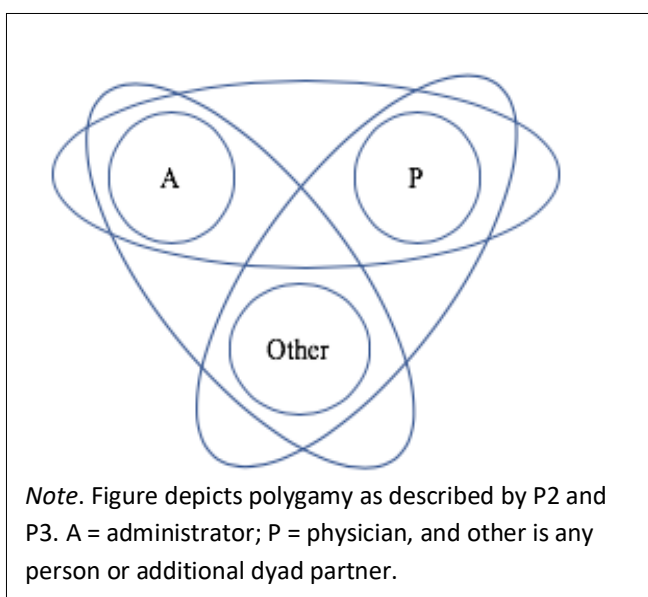 A
P
Other
Note. Figure depicts polygamy as described by P2 and
P3. A = administrator; P = physician, and other is any
person or additional dyad partner.